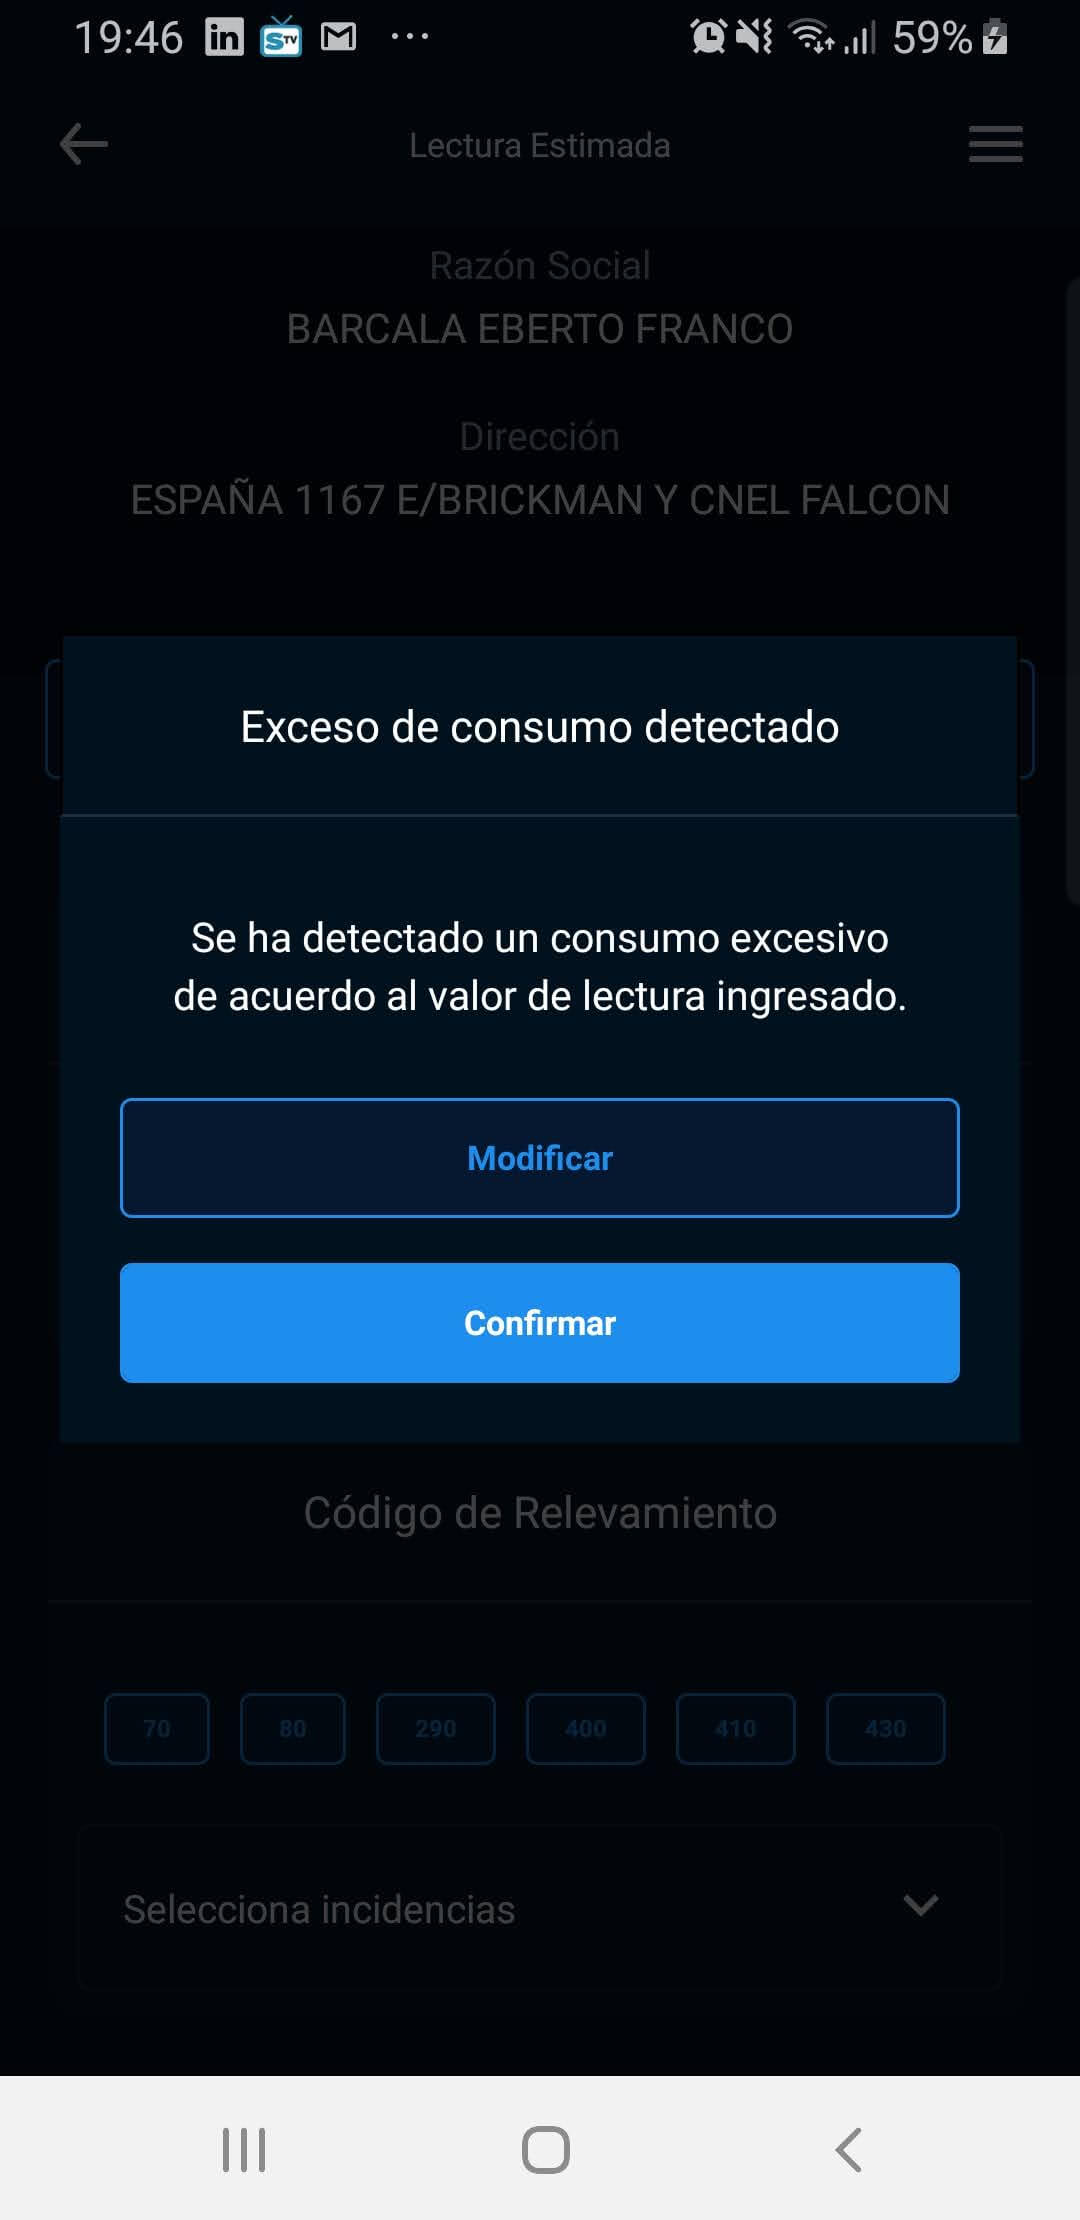 19:46 in STV M ... 59%
Lectura Estimada
Razón Social
BARCALA EBERTO FRANCO
Dirección
ESPAÑA 1167 E/BRICKMAN Y CNEL FALCON
Exceso de consumo detectado
Se ha detectado un consumo excesivo
de acuerdo al valor de lectura ingresado.
Modificar
Confirmar
Código de Relevamiento
70 80 290 400 410 430
Selecciona incidencias